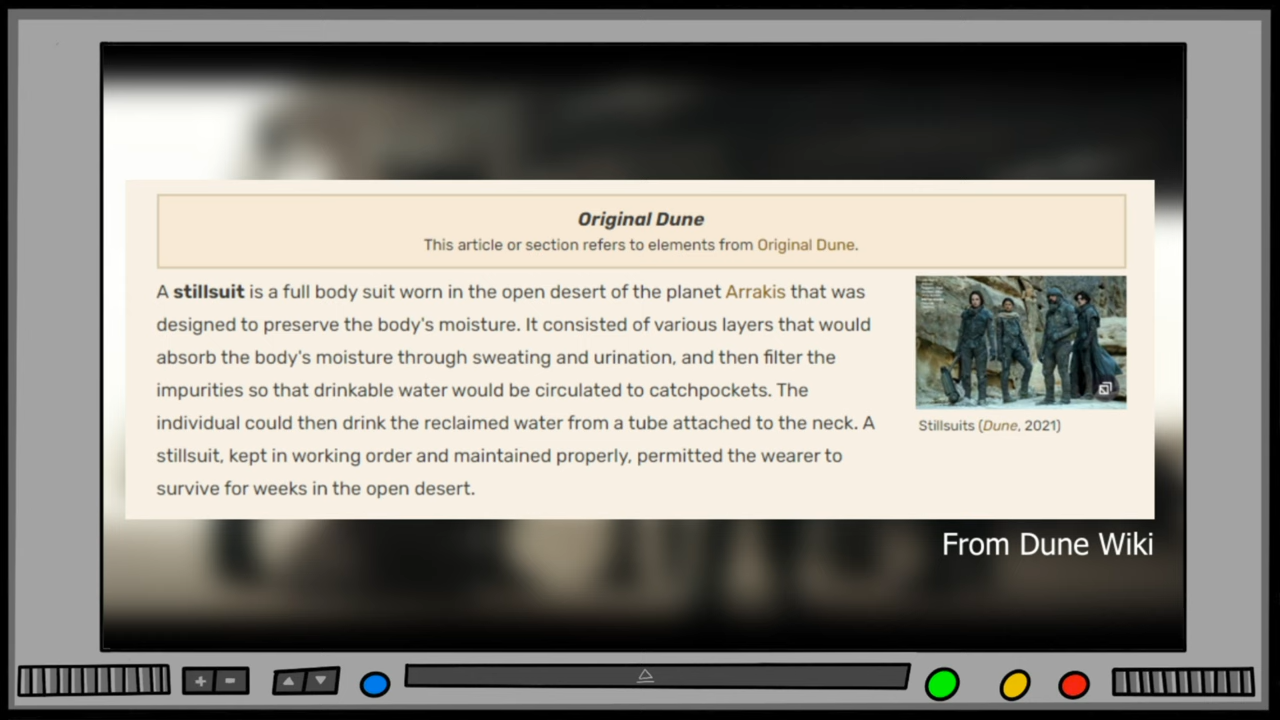 Original Dune
This article or section refers to elements from Original Dune.
A stillsuit is a full body suit worn in the open desert of the planet Arrakis that was
designed to preserve the body's moisture. It consisted of various layers that would
absorb the body's moisture through sweating and urination, and then filter the
impurities so that drinkable water would be circulated to catchpockets. The
individual could then drink the reclaimed water from a tube attached to the neck. A
stillsuit, kept in working order and maintained properly, permitted the wearer to
survive for weeks in the open desert.
Stillsuits (Dune, 2021)
From Dune Wiki